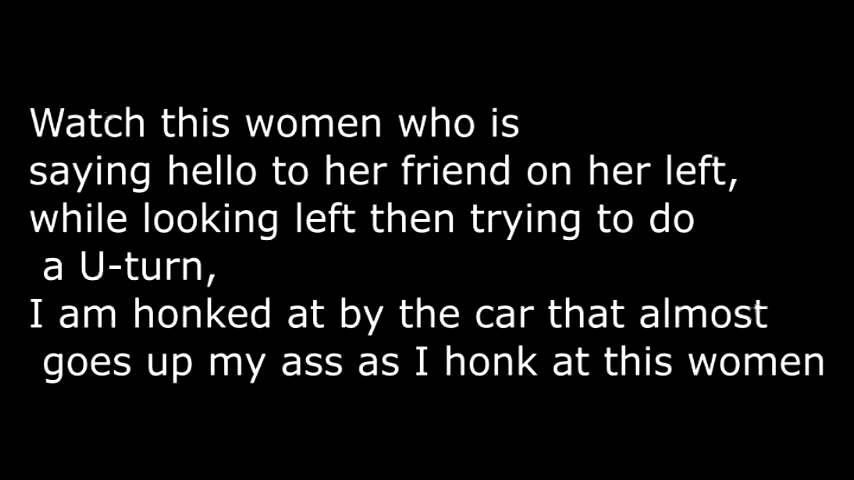 Watch this women who is
saying hello to her friend on her left,
while looking left then trying to do
a U-turn,
I am honked at by the car that almost
goes up my ass as I honk at this women